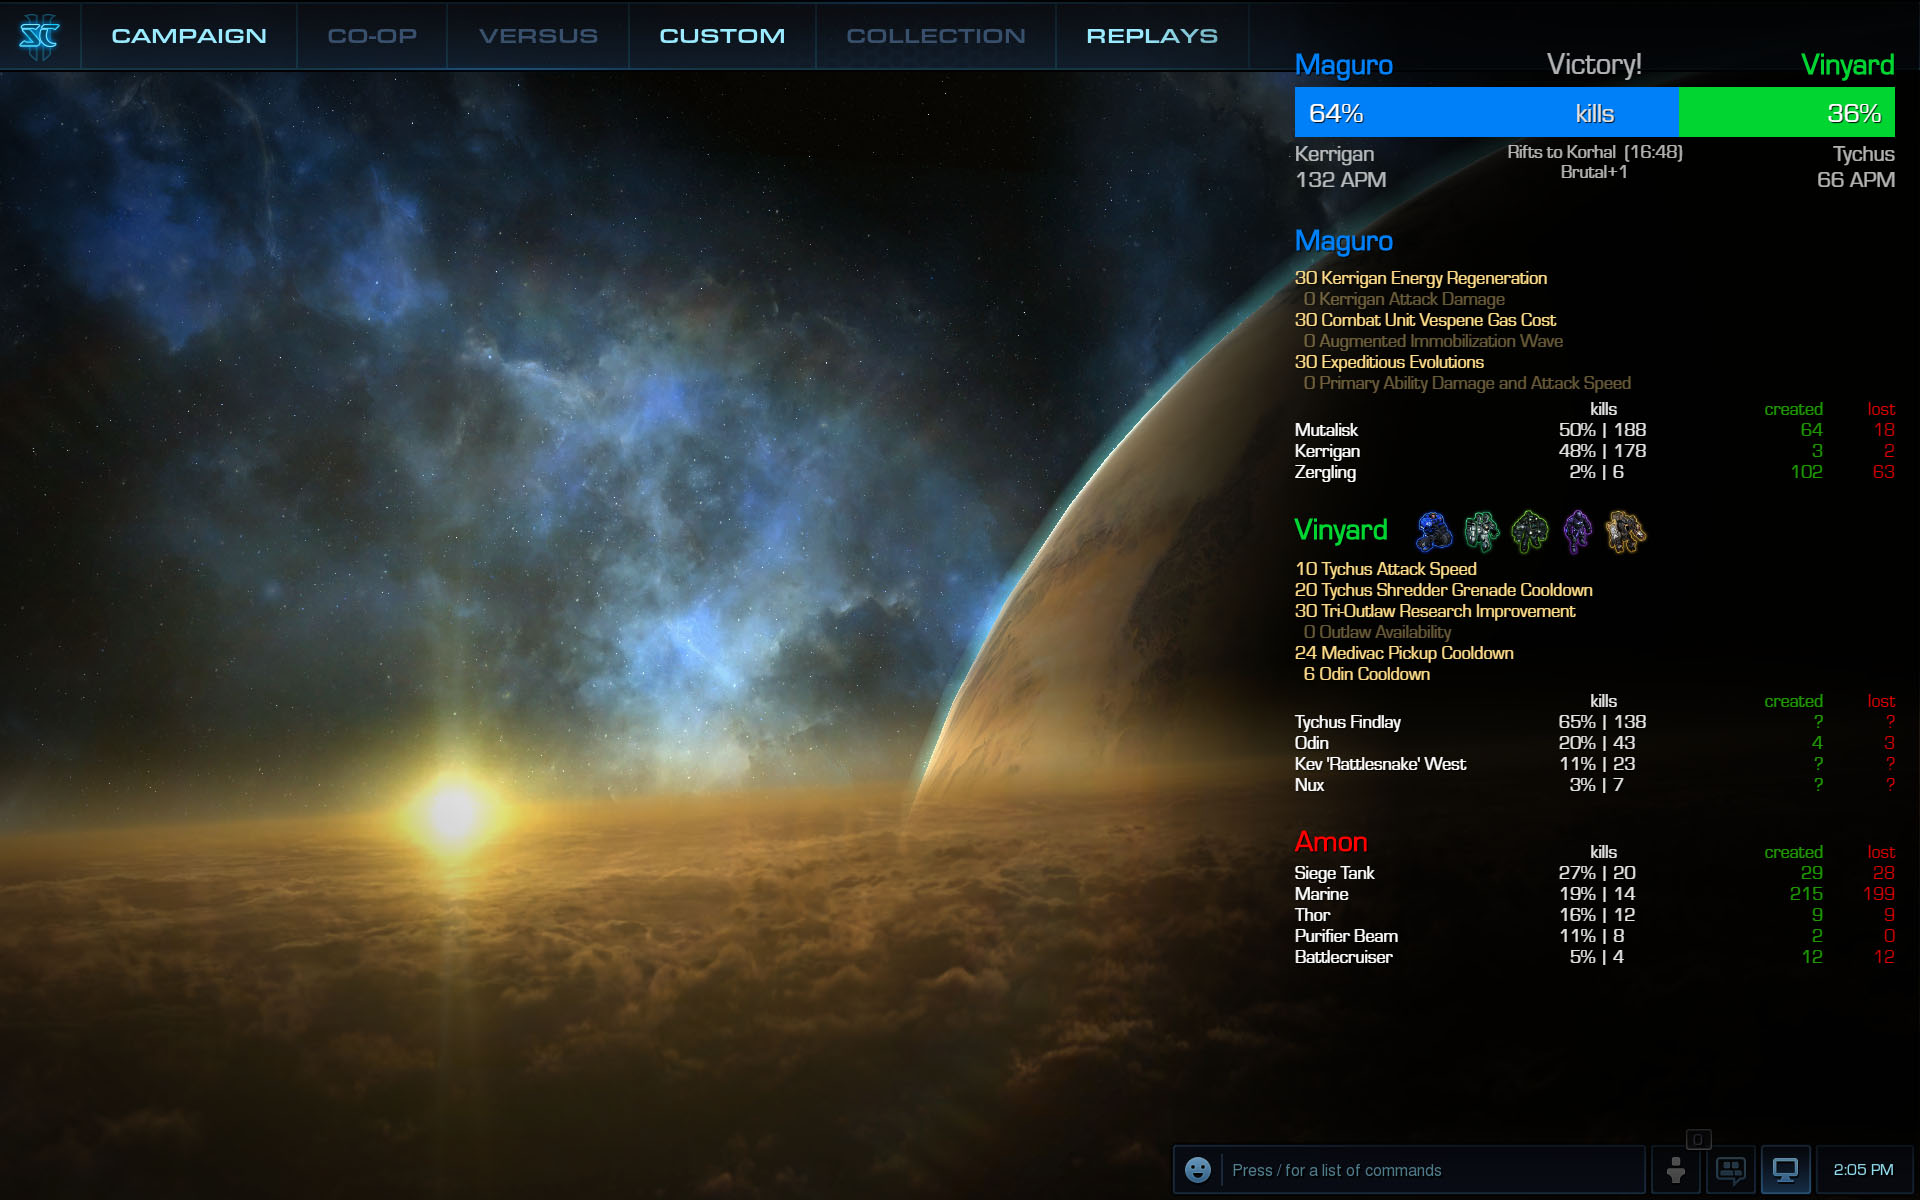 SC
CAMPAIGN CO-OP VERSUS CUSTOM COLLECTION REPLAYS
Maguro Victory! Vinyard
64% kills 36%
Kerrigan Rifts to Korhal (16:48) Tychus
132 APM Brutal+1 66 APM
Maguro
30 Kerrigan Energy Regeneration
0 Kerrigan Attack Damage
30 Combat Unit Vespene Gas Cost
0 Augmented Immobilization Wave
30 Expeditious Evolutions
0 Primary Ability Damage and Attack Speed
kills created lost
Mutalisk 50% | 188 64 18
Kerrigan 48% | 178 3 2
Zergling 2% | 6 102 63
Vinyard
10 Tychus Attack Speed
20 Tychus Shredder Grenade Cooldown
30 Tri-Outlaw Research Improvement
0 Outlaw Availability
24 Medivac Pickup Cooldown
6 Odin Cooldown
kills created lost
Tychus Findlay 65% | 138 ? ?
Odin 20% | 43 4 3
Kev 'Rattlesnake' West 11% | 23 ? ?
Nux 3% | 7 ? ?
Amon
kills created lost
Siege Tank 27% | 20 29 28
Marine 19% | 14 215 199
Thor 16% | 12 9 9
Purifier Beam 11% | 8 2 0
Battlecruiser 5% | 4 12 12
0
Press / for a list of commands
2:05 PM